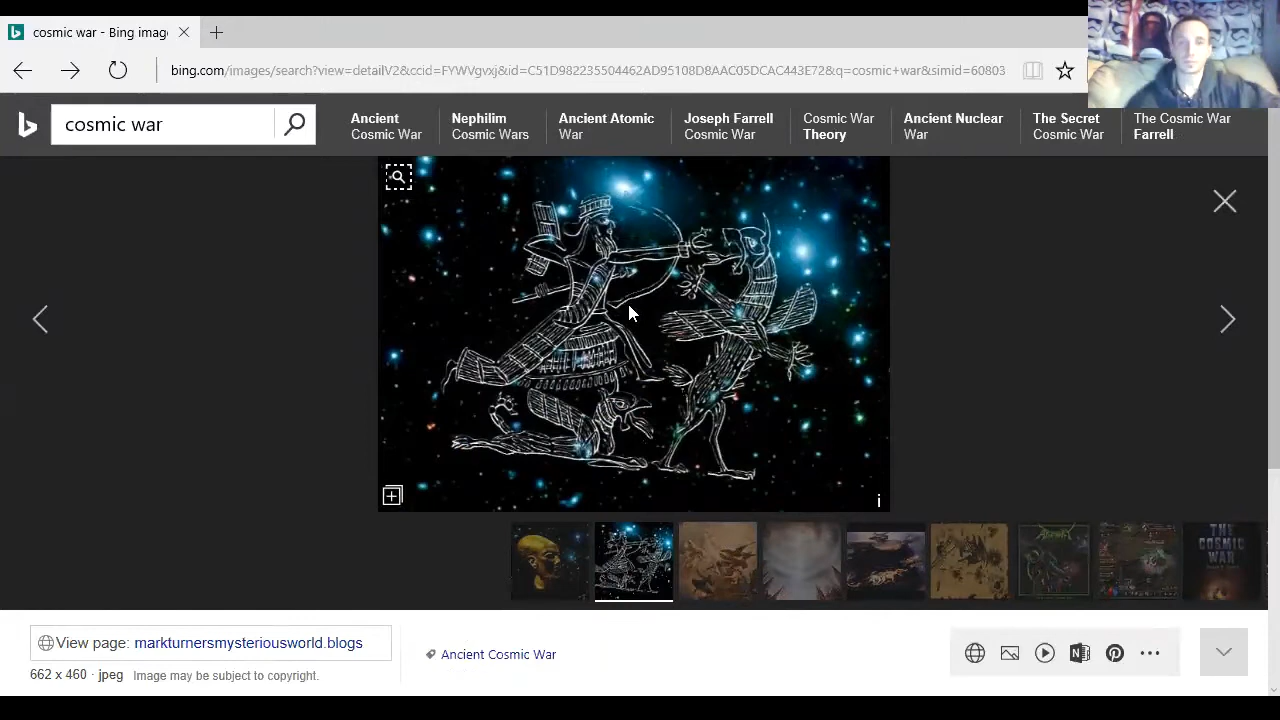 cosmic war - Bing imag
bing.com/images/search?view=detailV2&ccid=FYWVgvxj&id=C51D982235504462AD95108D8AAC05DCAC443E72&q=cosmic+war&simid=60803
cosmic war
Ancient
Cosmic War
Nephilim
Cosmic Wars
Ancient Atomic
War
Joseph Farrell
Cosmic War
Cosmic War
Theory
Ancient Nuclear
War
The Secret
Cosmic War
The Cosmic War
Farrell
i
THE
COSMIC
WAR
View page: markturnersmysteriousworld.blogs
662 x 460 · jpeg Image may be subject to copyright.
Ancient Cosmic War